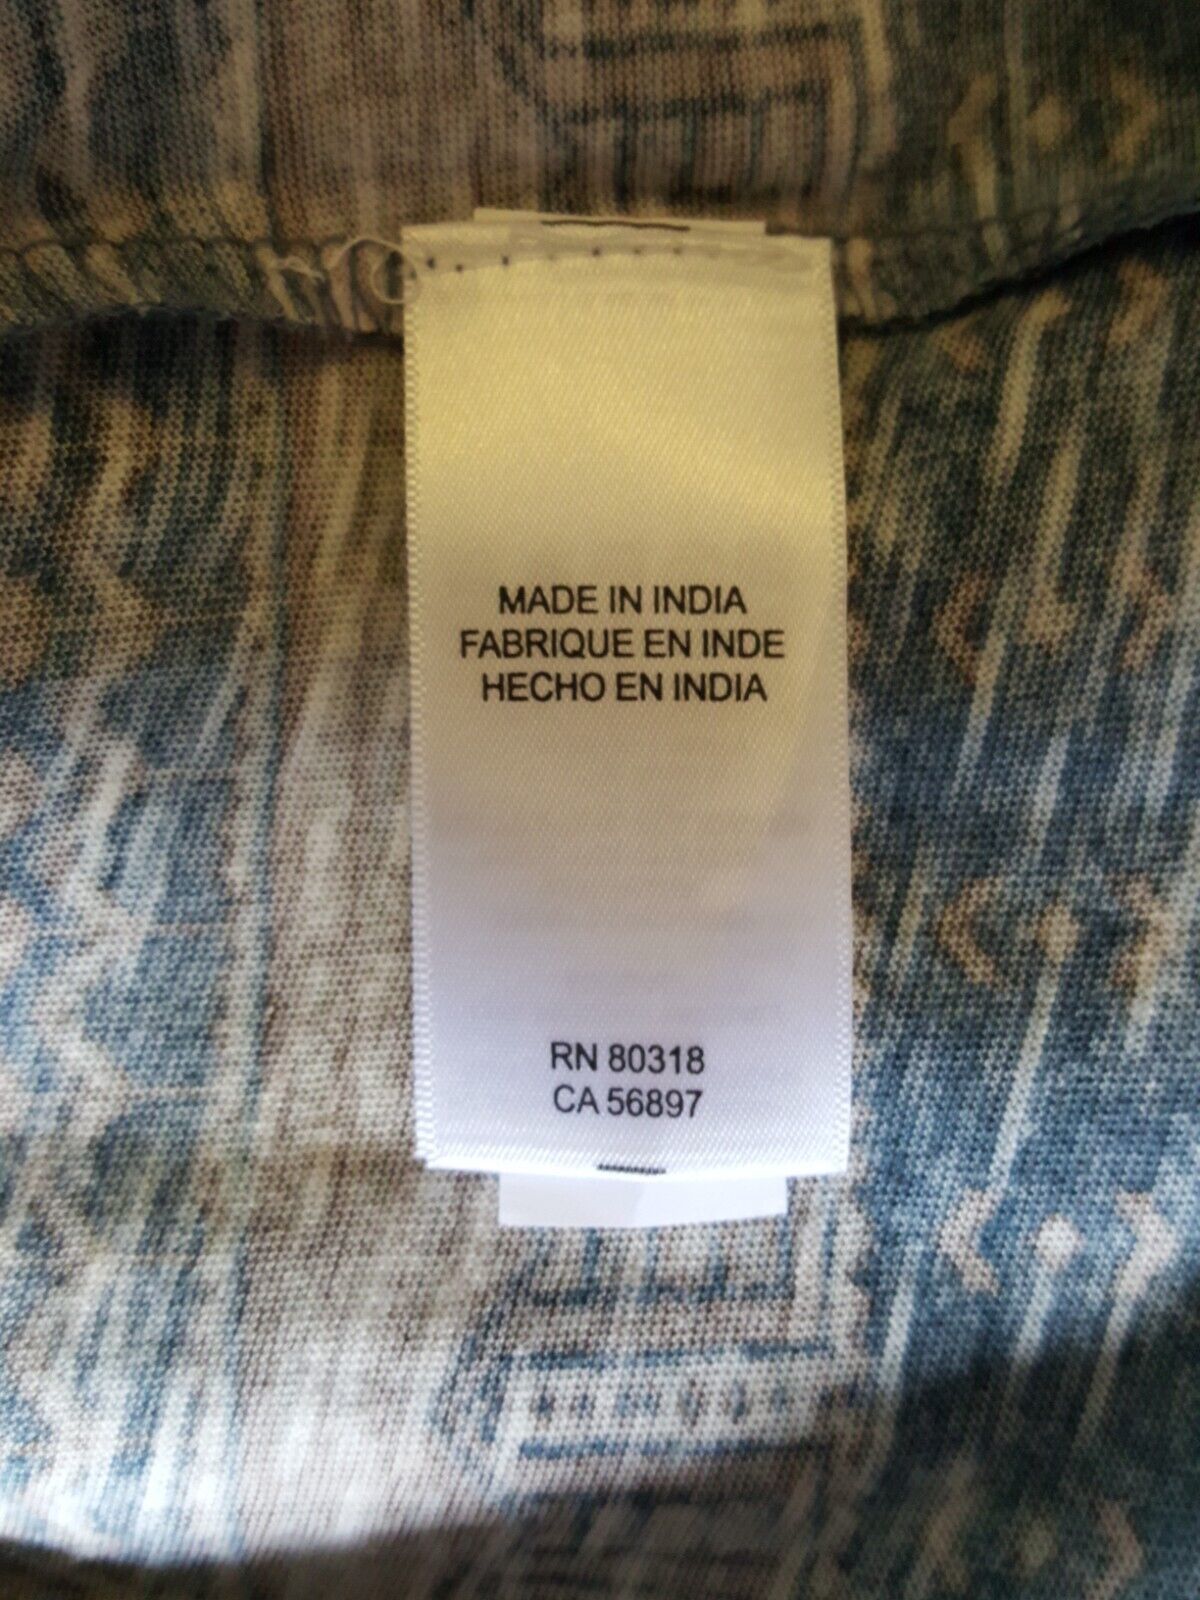 MADE IN INDIA
FABRIQUE EN INDE
HECHO EN INDIA
RN 80318
CA 56897